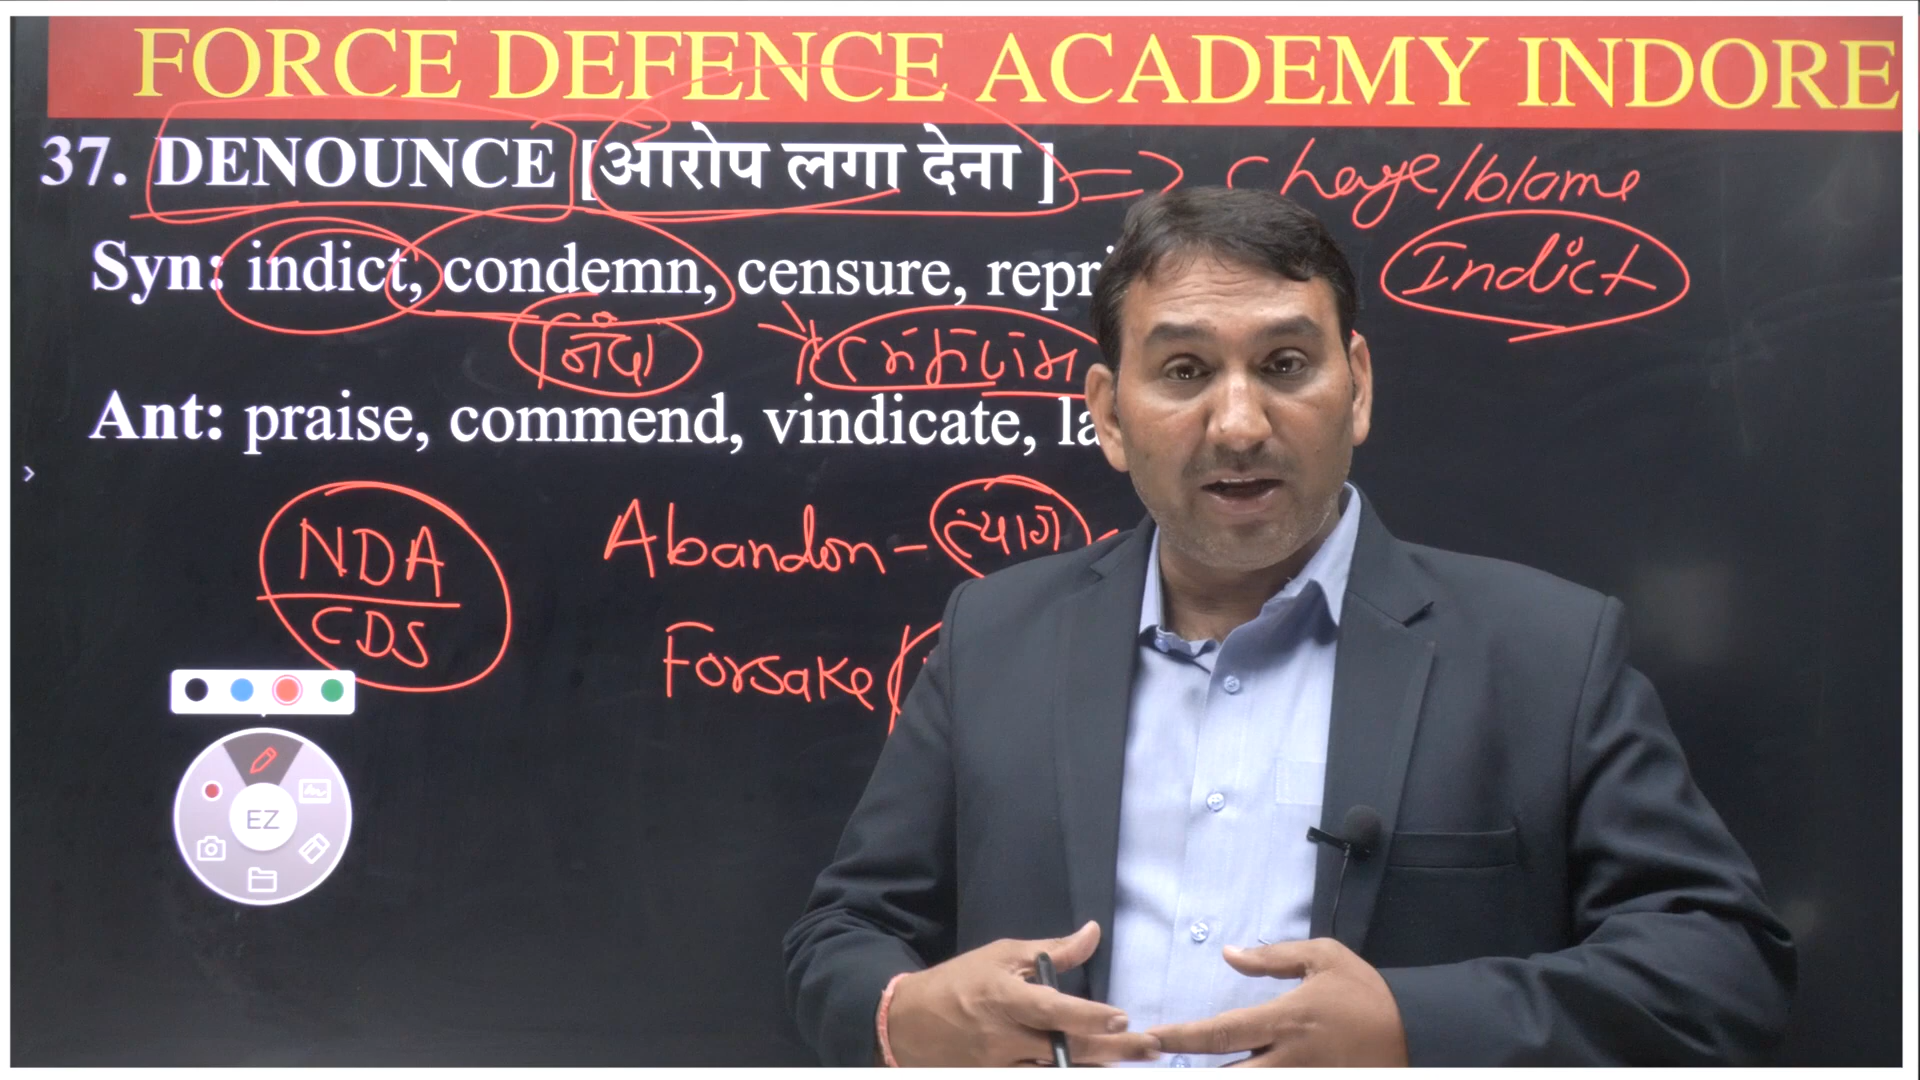 FORCE DEFENCE ACADEMY INDORE
37. DENOUNCE [आरोप लगा देना ] charge/blame
Syn: indict, condemn, censure, repri
Indict
निंदा
Ant: praise, commend, vindicate, la
NDA
CDS
Abandon - त्याग
Forsake
EZ